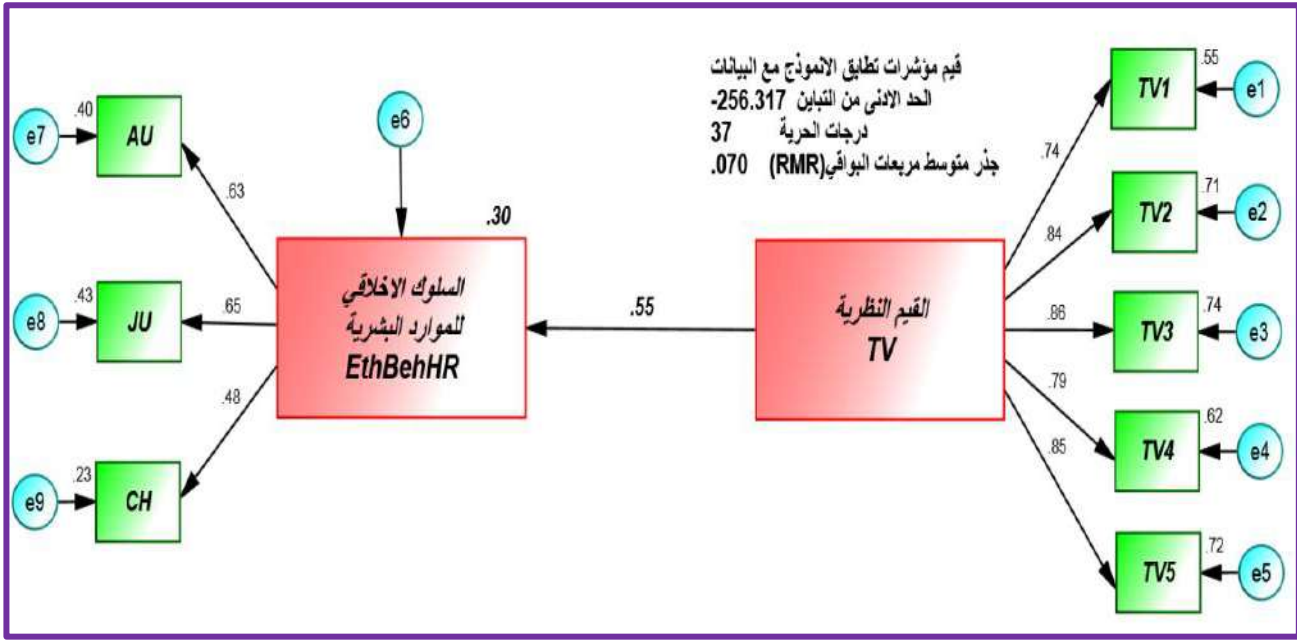 قيم مؤشرات تطابق الانموذج مع البيانات
الحد الادنى من التباين 256.317-
درجات الحرية 37
جذر متوسط مربعات البواقي(RMR) .070
e7
.40
AU
.63
e8
.43
JU
.65
e9
.23
CH
.48
e6
.30
السلوك الاخلاقي
للموارد البشرية
EthBehHR
.55
القيم النظرية
TV
.74
TV1
.55
e1
.84
TV2
.71
e2
.86
TV3
.74
e3
.79
TV4
.62
e4
.85
TV5
.72
e5